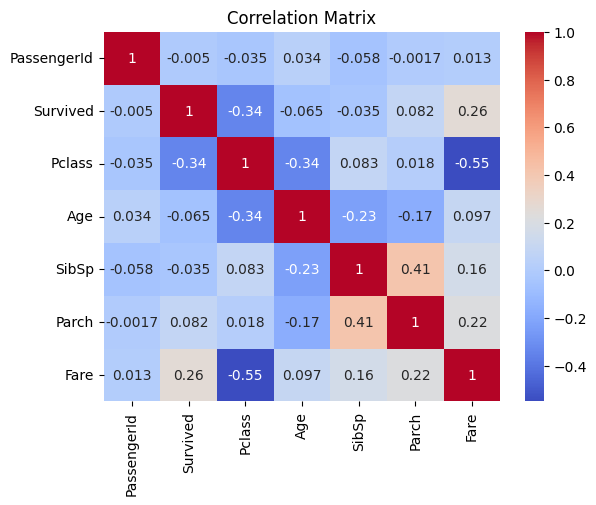 Correlation Matrix
PassengerId 1 -0.005 -0.035 0.034 -0.058 -0.0017 0.013
Survived -0.005 1 -0.34 -0.065 -0.035 0.082 0.26
Pclass -0.035 -0.34 1 -0.34 0.083 0.018 -0.55
Age 0.034 -0.065 -0.34 1 -0.23 -0.17 0.097
SibSp -0.058 -0.035 0.083 -0.23 1 0.41 0.16
Parch -0.0017 0.082 0.018 -0.17 0.41 1 0.22
Fare 0.013 0.26 -0.55 0.097 0.16 0.22 1
PassengerId Survived Pclass Age SibSp Parch Fare
1.0
0.8
0.6
0.4
0.2
0.0
−0.2
−0.4